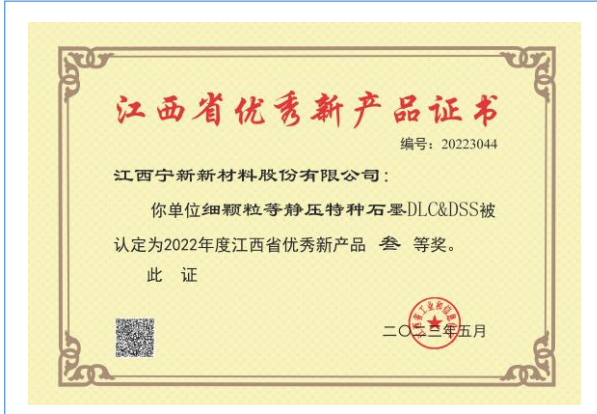 江西省优秀新产品证书
编号：20223044
江西宁新新材料股份有限公司：
你单位细颗粒等静压特种石墨DLC&DSS被
认定为2022年度江西省优秀新产品 叁 等奖。
此 证
二〇二三年五月